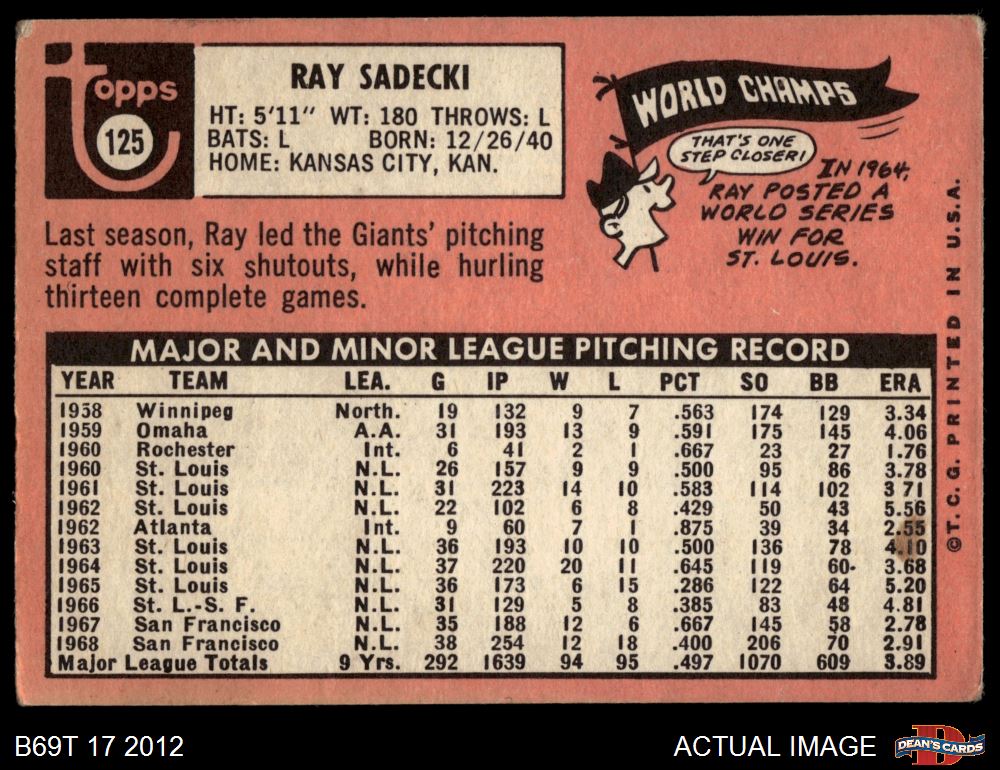 Topps
125
RAY SADECKI
HT: 5'11" WT: 180 THROWS: L
BATS: L BORN: 12/26/40
HOME: KANSAS CITY, KAN.
WORLD CHAMPS
THAT'S ONE
STEP CLOSER!
IN 1964,
RAY POSTED A
WORLD SERIES
WIN FOR
ST. LOUIS.
Last season, Ray led the Giants' pitching
staff with six shutouts, while hurling
thirteen complete games.
MAJOR AND MINOR LEAGUE PITCHING RECORD
YEAR TEAM LEA. G IP W L PCT SO BB ERA
1958 Winnipeg North. 19 132 9 7 .563 174 129 3.34
1959 Omaha A.A. 31 193 13 9 .591 175 145 4.06
1960 Rochester Int. 6 41 2 1 .667 23 27 1.76
1960 St. Louis N.L. 26 157 9 9 .500 95 86 3.78
1961 St. Louis N.L. 31 223 14 10 .583 114 102 3 71
1962 St. Louis N.L. 22 102 6 8 .429 50 43 5.56
1962 Atlanta Int. 9 60 7 1 .875 39 34 2.55
1963 St. Louis N.L. 36 193 10 10 .500 136 78 4.10
1964 St. Louis N.L. 37 220 20 11 .645 119 60 3.68
1965 St. Louis N.L. 36 173 6 15 .286 122 64 5.20
1966 St. L.-S. F. N.L. 31 129 5 8 .385 83 48 4.81
1967 San Francisco N.L. 35 188 12 6 .667 145 58 2.78
1968 San Francisco N.L. 38 254 12 18 .400 206 70 2.91
Major League Totals 9 Yrs. 292 1639 94 95 .497 1070 609 3.89
©T. C. G. PRINTED IN U.S.A.
B69T 17 2012
ACTUAL IMAGE
D
DEAN'S CARDS